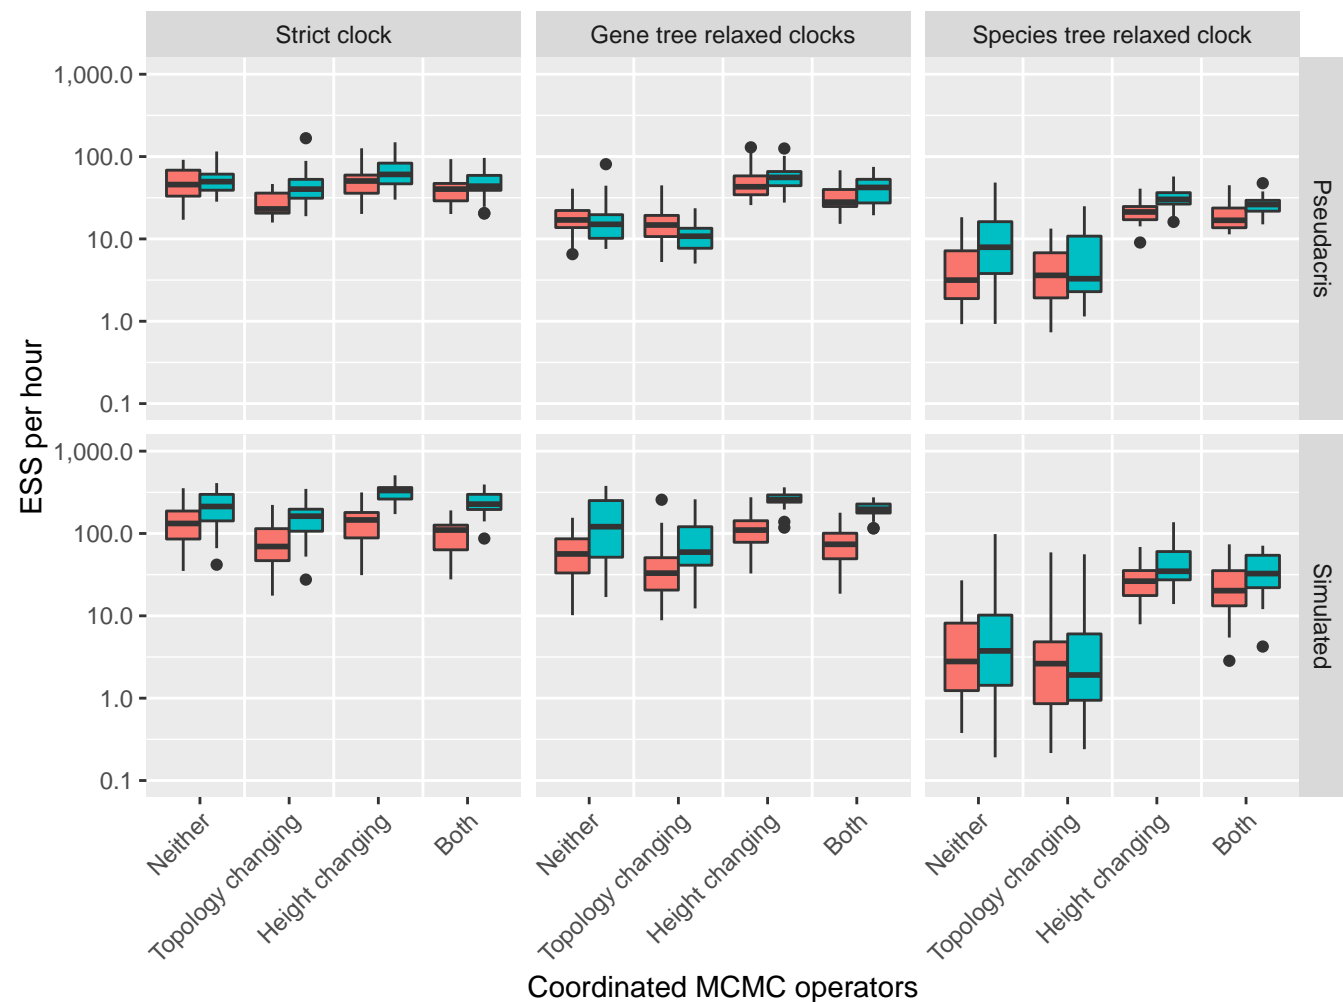 Strict clock
Gene tree relaxed clocks
Species tree relaxed clock
1,000.0
100.0
10.0
1.0
0.1
Pseudacris
ESS per hour
1,000.0
100.0
10.0
1.0
0.1
Simulated
Neither
Topology changing
Height changing
Both
Neither
Topology changing
Height changing
Both
Neither
Topology changing
Height changing
Both
Coordinated MCMC operators